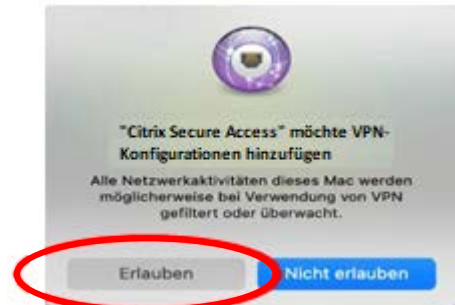 "Citrix Secure Access" möchte VPN-
Konfigurationen hinzufügen
Alle Netzwerkaktivitäten dieses Mac werden
möglicherweise bei Verwendung von VPN
gefiltert oder überwacht.
Erlauben
Nicht erlauben